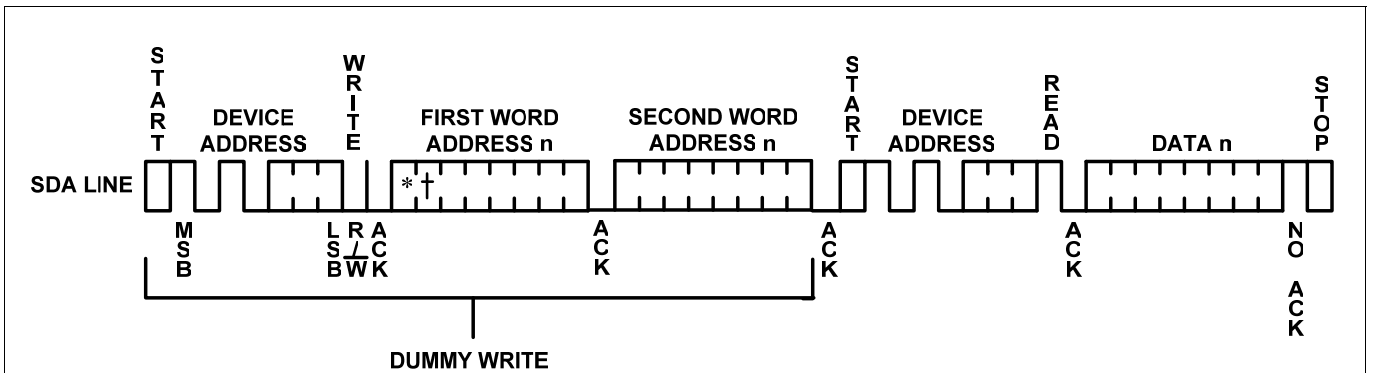 START
WRITE
START
READ
STOP
DEVICE
ADDRESS
FIRST WORD
ADDRESS n
SECOND WORD
ADDRESS n
DEVICE
ADDRESS
DATA n
SDA LINE
* †
MSB
LSB
R/W
ACK
ACK
ACK
ACK
NO ACK
DUMMY WRITE